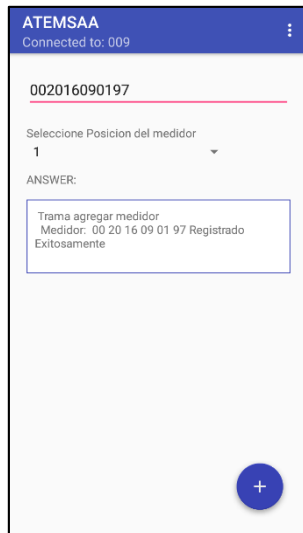 ATEMSAA
Connected to: 009
002016090197
Seleccione Posicion del medidor
1
ANSWER:
Trama agregar medidor
Medidor: 00 20 16 09 01 97 Registrado
Exitosamente
+